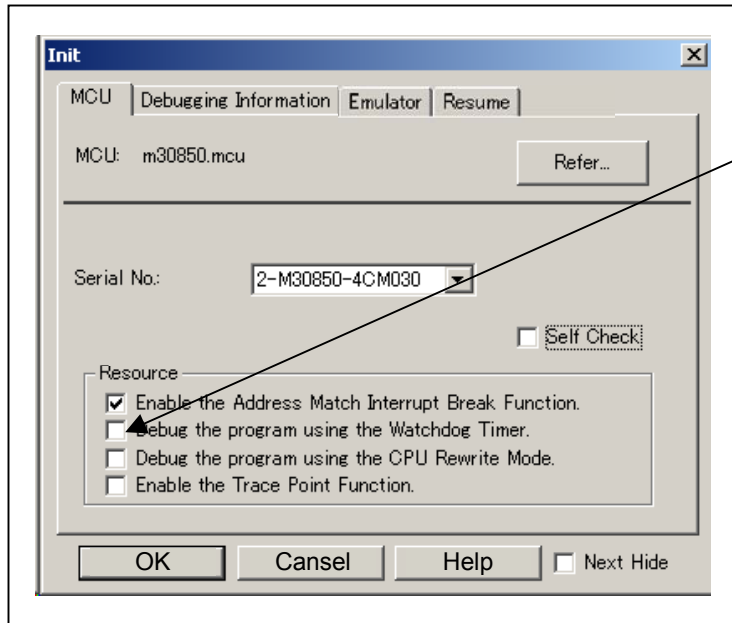 Init
MCU Debugging Information Emulator Resume
MCU: m30850.mcu Refer...
Serial No.: 2-M30850-4CM030
Self Check
Resource
Enable the Address Match Interrupt Break Function.
Debug the program using the Watchdog Timer.
Debug the program using the CPU Rewrite Mode.
Enable the Trace Point Function.
OK Cansel Help Next Hide